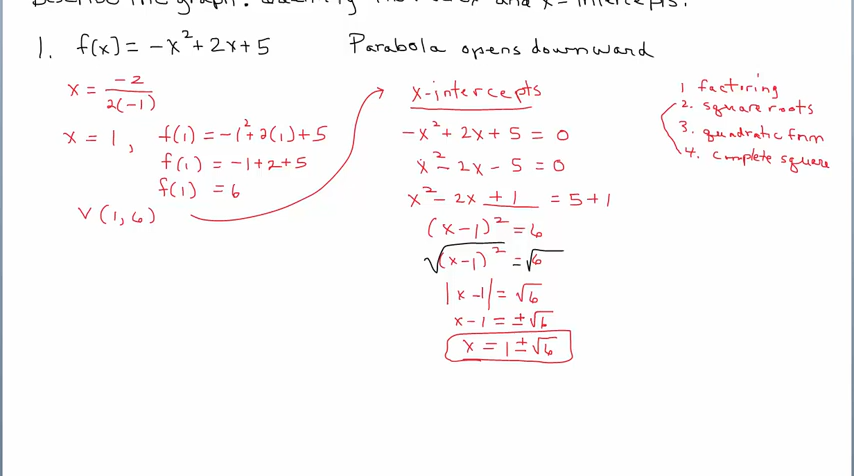 and x-intercepts.
1. f(x) = -x² + 2x + 5 Parabola opens downward
x = -2 / 2(-1)
x = 1, f(1) = -1² + 2(1) + 5
f(1) = -1 + 2 + 5
f(1) = 6
V (1, 6)
x-intercepts
-x² + 2x + 5 = 0
x² - 2x - 5 = 0
x² - 2x + 1 = 5 + 1
(x - 1)² = 6
√(x - 1)² = √6
|x - 1| = √6
x - 1 = ± √6
x = 1 ± √6
1 factoring
2. square roots
3. quadratic form
4. complete square